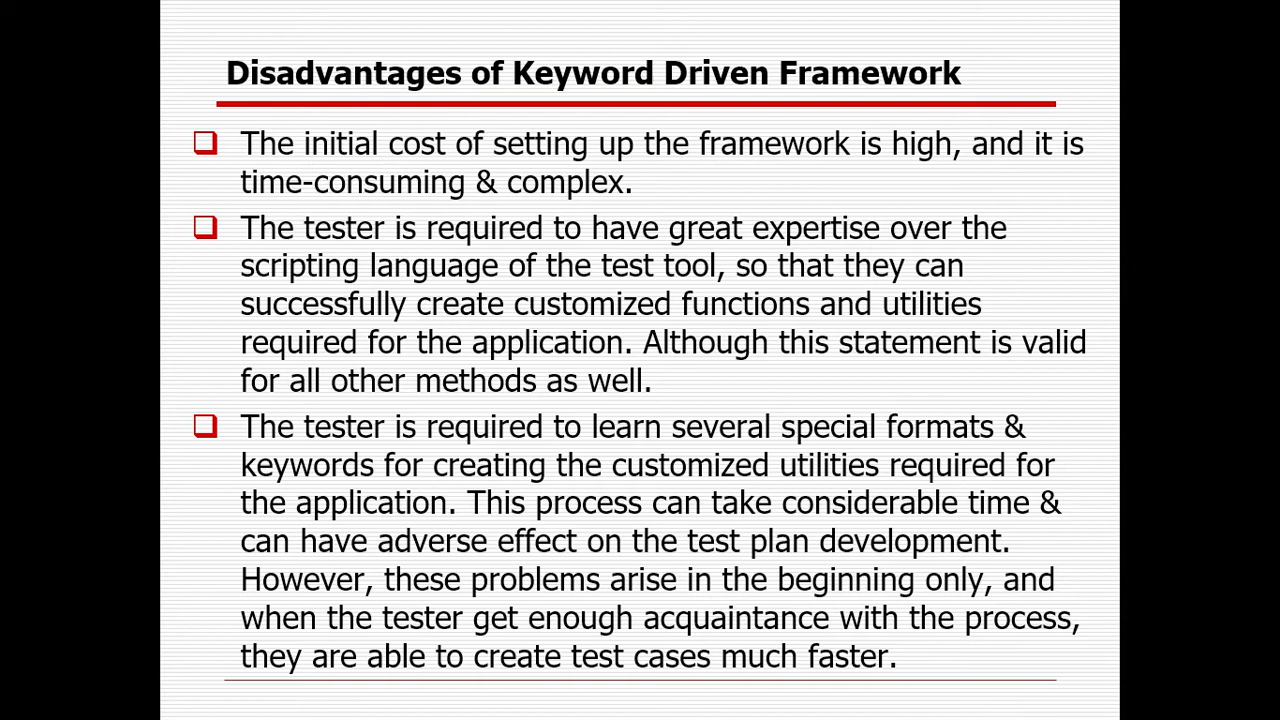 Disadvantages of Keyword Driven Framework
The initial cost of setting up the framework is high, and it is
time-consuming & complex.
The tester is required to have great expertise over the
scripting language of the test tool, so that they can
successfully create customized functions and utilities
required for the application. Although this statement is valid
for all other methods as well.
The tester is required to learn several special formats &
keywords for creating the customized utilities required for
the application. This process can take considerable time &
can have adverse effect on the test plan development.
However, these problems arise in the beginning only, and
when the tester get enough acquaintance with the process,
they are able to create test cases much faster.